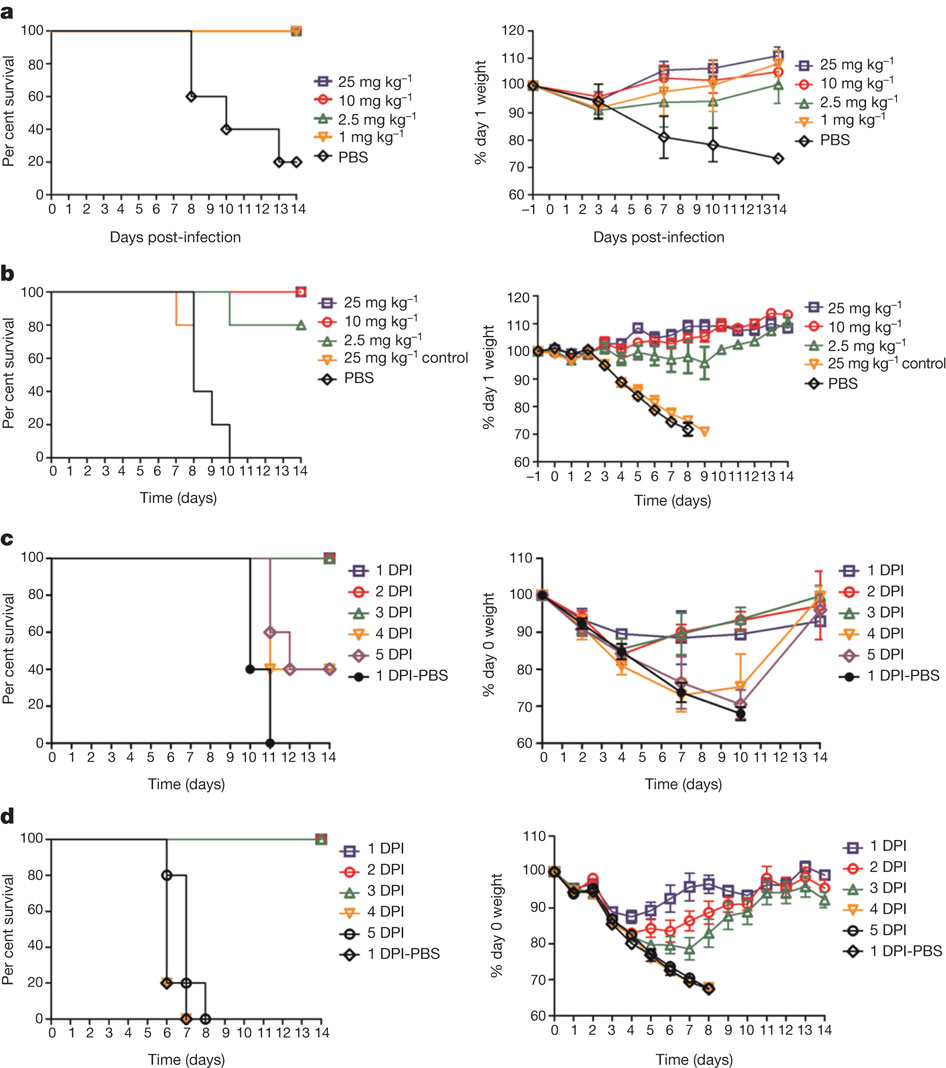 a
Per cent survival
100
80
60
40
20
0
0 1 2 3 4 5 6 7 8 9 10 11 12 13 14
Days post-infection
25 mg kg⁻¹
10 mg kg⁻¹
2.5 mg kg⁻¹
1 mg kg⁻¹
PBS
% day 1 weight
120
110
100
90
80
70
60
–1 0 1 2 3 4 5 6 7 8 9 10 11 12 13 14
Days post-infection
25 mg kg⁻¹
10 mg kg⁻¹
2.5 mg kg⁻¹
1 mg kg⁻¹
PBS
b
Per cent survival
100
80
60
40
20
0
0 1 2 3 4 5 6 7 8 9 10 11 12 13 14
Time (days)
25 mg kg⁻¹
10 mg kg⁻¹
2.5 mg kg⁻¹
25 mg kg⁻¹ control
PBS
% day 1 weight
120
110
100
90
80
70
60
–1 0 1 2 3 4 5 6 7 8 9 10 11 12 13 14
Time (days)
25 mg kg⁻¹
10 mg kg⁻¹
2.5 mg kg⁻¹
25 mg kg⁻¹ control
PBS
c
Per cent survival
100
80
60
40
20
0
0 1 2 3 4 5 6 7 8 9 10 11 12 13 14
Time (days)
1 DPI
2 DPI
3 DPI
4 DPI
5 DPI
1 DPI-PBS
% day 0 weight
110
100
90
80
70
60
0 1 2 3 4 5 6 7 8 9 10 11 12 13 14
Time (days)
1 DPI
2 DPI
3 DPI
4 DPI
5 DPI
1 DPI-PBS
d
Per cent survival
100
80
60
40
20
0
0 1 2 3 4 5 6 7 8 9 10 11 12 13 14
Time (days)
1 DPI
2 DPI
3 DPI
4 DPI
5 DPI
1 DPI-PBS
% day 0 weight
110
100
90
80
70
60
0 1 2 3 4 5 6 7 8 9 10 11 12 13 14
Time (days)
1 DPI
2 DPI
3 DPI
4 DPI
5 DPI
1 DPI-PBS